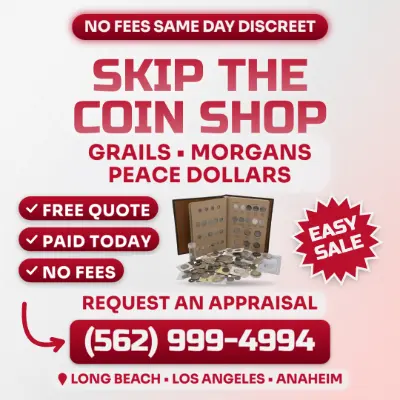 NO FEES SAME DAY DISCREET
SKIP THE
COIN SHOP
GRAILS ▪ MORGANS
PEACE DOLLARS
✓ FREE QUOTE
✓ PAID TODAY
✓ NO FEES
EASY
SALE
REQUEST AN APPRAISAL
(562) 999-4994
LONG BEACH ▪ LOS ANGELES ▪ ANAHEIM